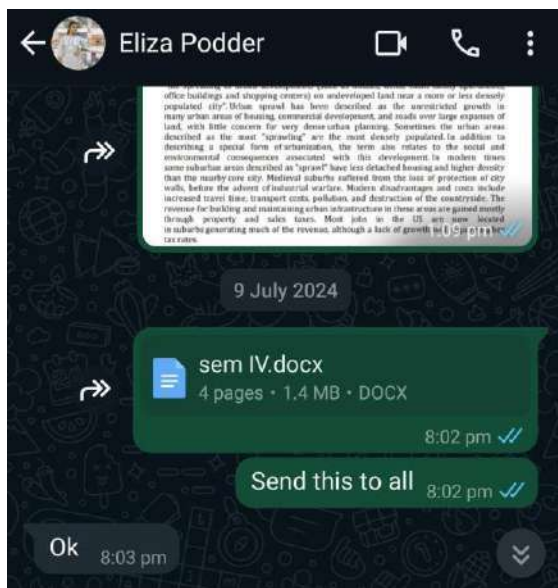 Eliza Podder
office buildings and shopping centers) on undeveloped land near a more or less densely
populated city". Urban sprawl has been described as the unrestricted growth in
many urban areas of housing, commercial development, and roads over large expanses of
land, with little concern for very dense urban planning. Sometimes the urban areas
described as the most "sprawling" are the most densely populated. In addition to
describing a special form of urbanization, the term also relates to the social and
environmental consequences associated with this development. In modern times
some suburban areas described as "sprawl" have less detached housing and higher density
than the nearby core city. Medieval suburbs suffered from the loss of protection of city
walls, before the advent of industrial warfare. Modern disadvantages and costs include
increased travel time, transport costs, pollution, and destruction of the countryside. The
revenue for building and maintaining urban infrastructure in these areas are gained mostly
through property and sales taxes. Most jobs in the US are now located
in suburbs generating much of the revenue, although a lack of growth
tax rates.
1:09 pm
9 July 2024
sem IV.docx
4 pages • 1.4 MB • DOCX
8:02 pm
Send this to all 8:02 pm
Ok 8:03 pm